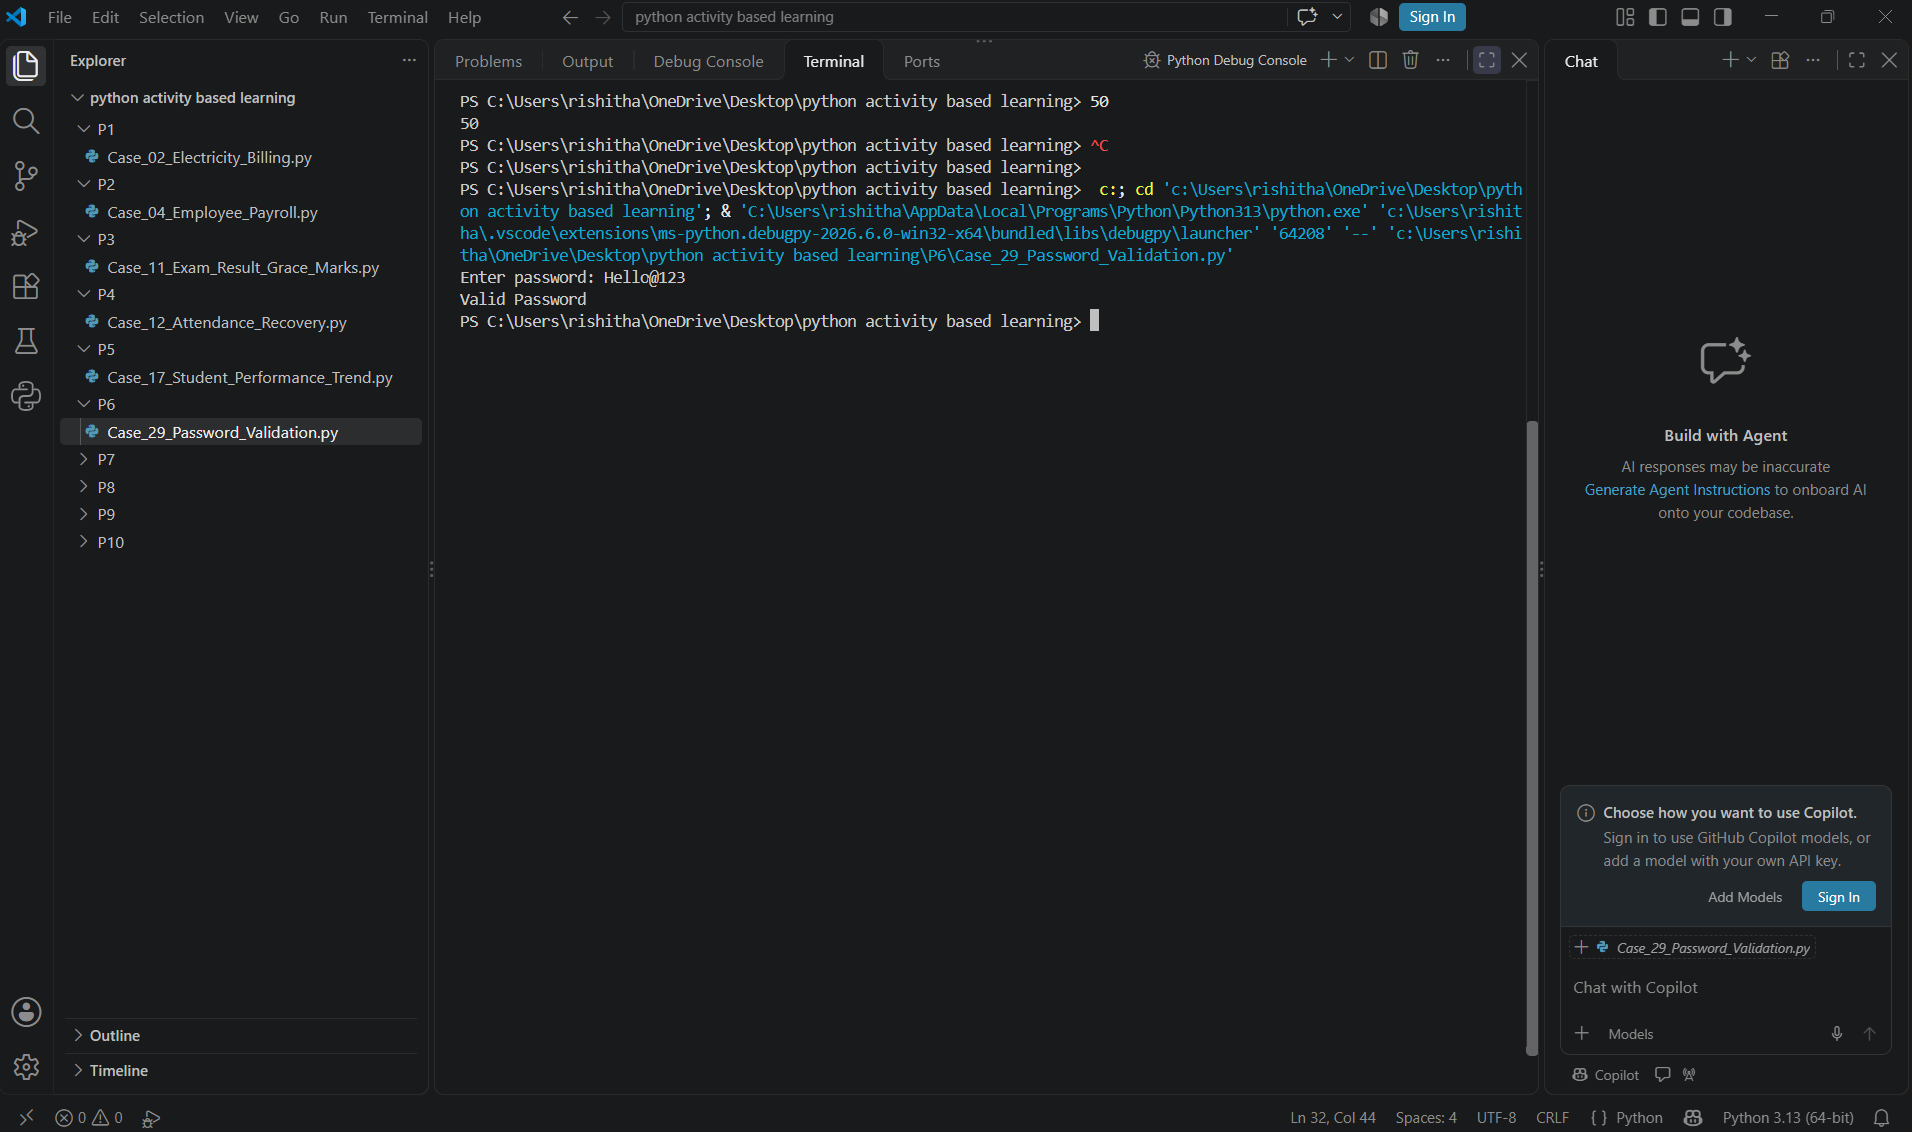 File Edit Selection View Go Run Terminal Help
python activity based learning
Sign In
Explorer
python activity based learning
P1
Case_02_Electricity_Billing.py
P2
Case_04_Employee_Payroll.py
P3
Case_11_Exam_Result_Grace_Marks.py
P4
Case_12_Attendance_Recovery.py
P5
Case_17_Student_Performance_Trend.py
P6
Case_29_Password_Validation.py
P7
P8
P9
P10
Outline
Timeline
Problems Output Debug Console Terminal Ports
Python Debug Console
PS C:\Users\rishitha\OneDrive\Desktop\python activity based learning> 50
50
PS C:\Users\rishitha\OneDrive\Desktop\python activity based learning> ^C
PS C:\Users\rishitha\OneDrive\Desktop\python activity based learning>
PS C:\Users\rishitha\OneDrive\Desktop\python activity based learning>  c:; cd 'c:\Users\rishitha\OneDrive\Desktop\pyth
on activity based learning'; & 'C:\Users\rishitha\AppData\Local\Programs\Python\Python313\python.exe' 'c:\Users\rishit
ha\.vscode\extensions\ms-python.debugpy-2026.6.0-win32-x64\bundled\libs\debugpy\launcher' '64208' '--' 'c:\Users\rishi
tha\OneDrive\Desktop\python activity based learning\P6\Case_29_Password_Validation.py'
Enter password: Hello@123
Valid Password
PS C:\Users\rishitha\OneDrive\Desktop\python activity based learning>
Chat
Build with Agent
AI responses may be inaccurate
Generate Agent Instructions to onboard AI
onto your codebase.
Choose how you want to use Copilot.
Sign in to use GitHub Copilot models, or
add a model with your own API key.
Add Models Sign In
Case_29_Password_Validation.py
Chat with Copilot
Models
Copilot
0 0
Ln 32, Col 44 Spaces: 4 UTF-8 CRLF { } Python Python 3.13 (64-bit)